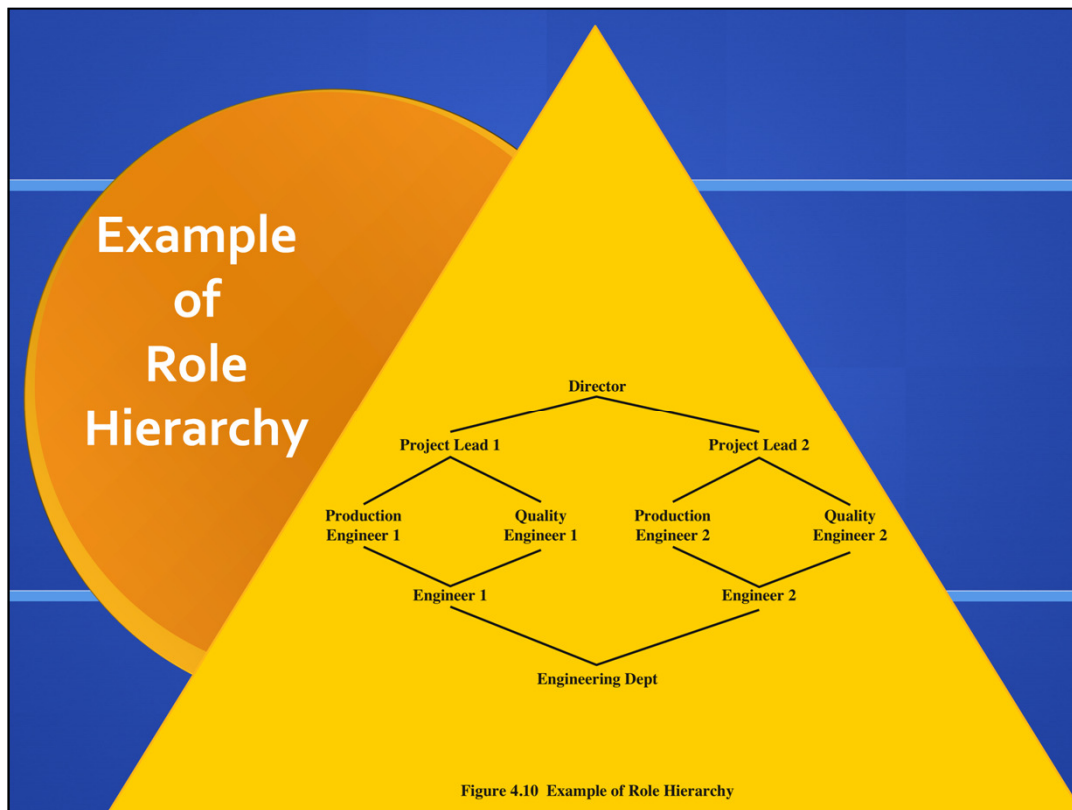 Example
of
Role
Hierarchy
Director
Project Lead 1
Project Lead 2
Production
Engineer 1
Quality
Engineer 1
Production
Engineer 2
Quality
Engineer 2
Engineer 1
Engineer 2
Engineering Dept
Figure 4.10 Example of Role Hierarchy